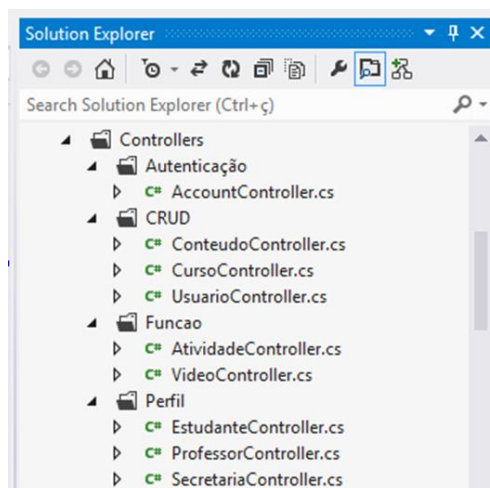 Solution Explorer
Search Solution Explorer (Ctrl+ç)
Controllers
Autenticação
C# AccountController.cs
CRUD
C# ConteudoController.cs
C# CursoController.cs
C# UsuarioController.cs
Funcao
C# AtividadeController.cs
C# VideoController.cs
Perfil
C# EstudanteController.cs
C# ProfessorController.cs
C# SecretariaController.cs